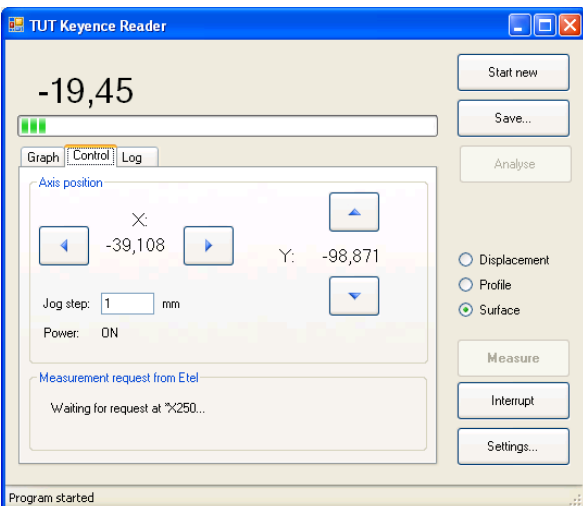 TUT Keyence Reader
-19,45
Start new
Save...
Analyse
Graph Control Log
Axis position
X:
-39,108
Y: -98,871
Jog step: 1 mm
Power: ON
Displacement
Profile
Surface
Measure
Measurement request from Etel
Waiting for request at *X250...
Interrupt
Settings...
Program started